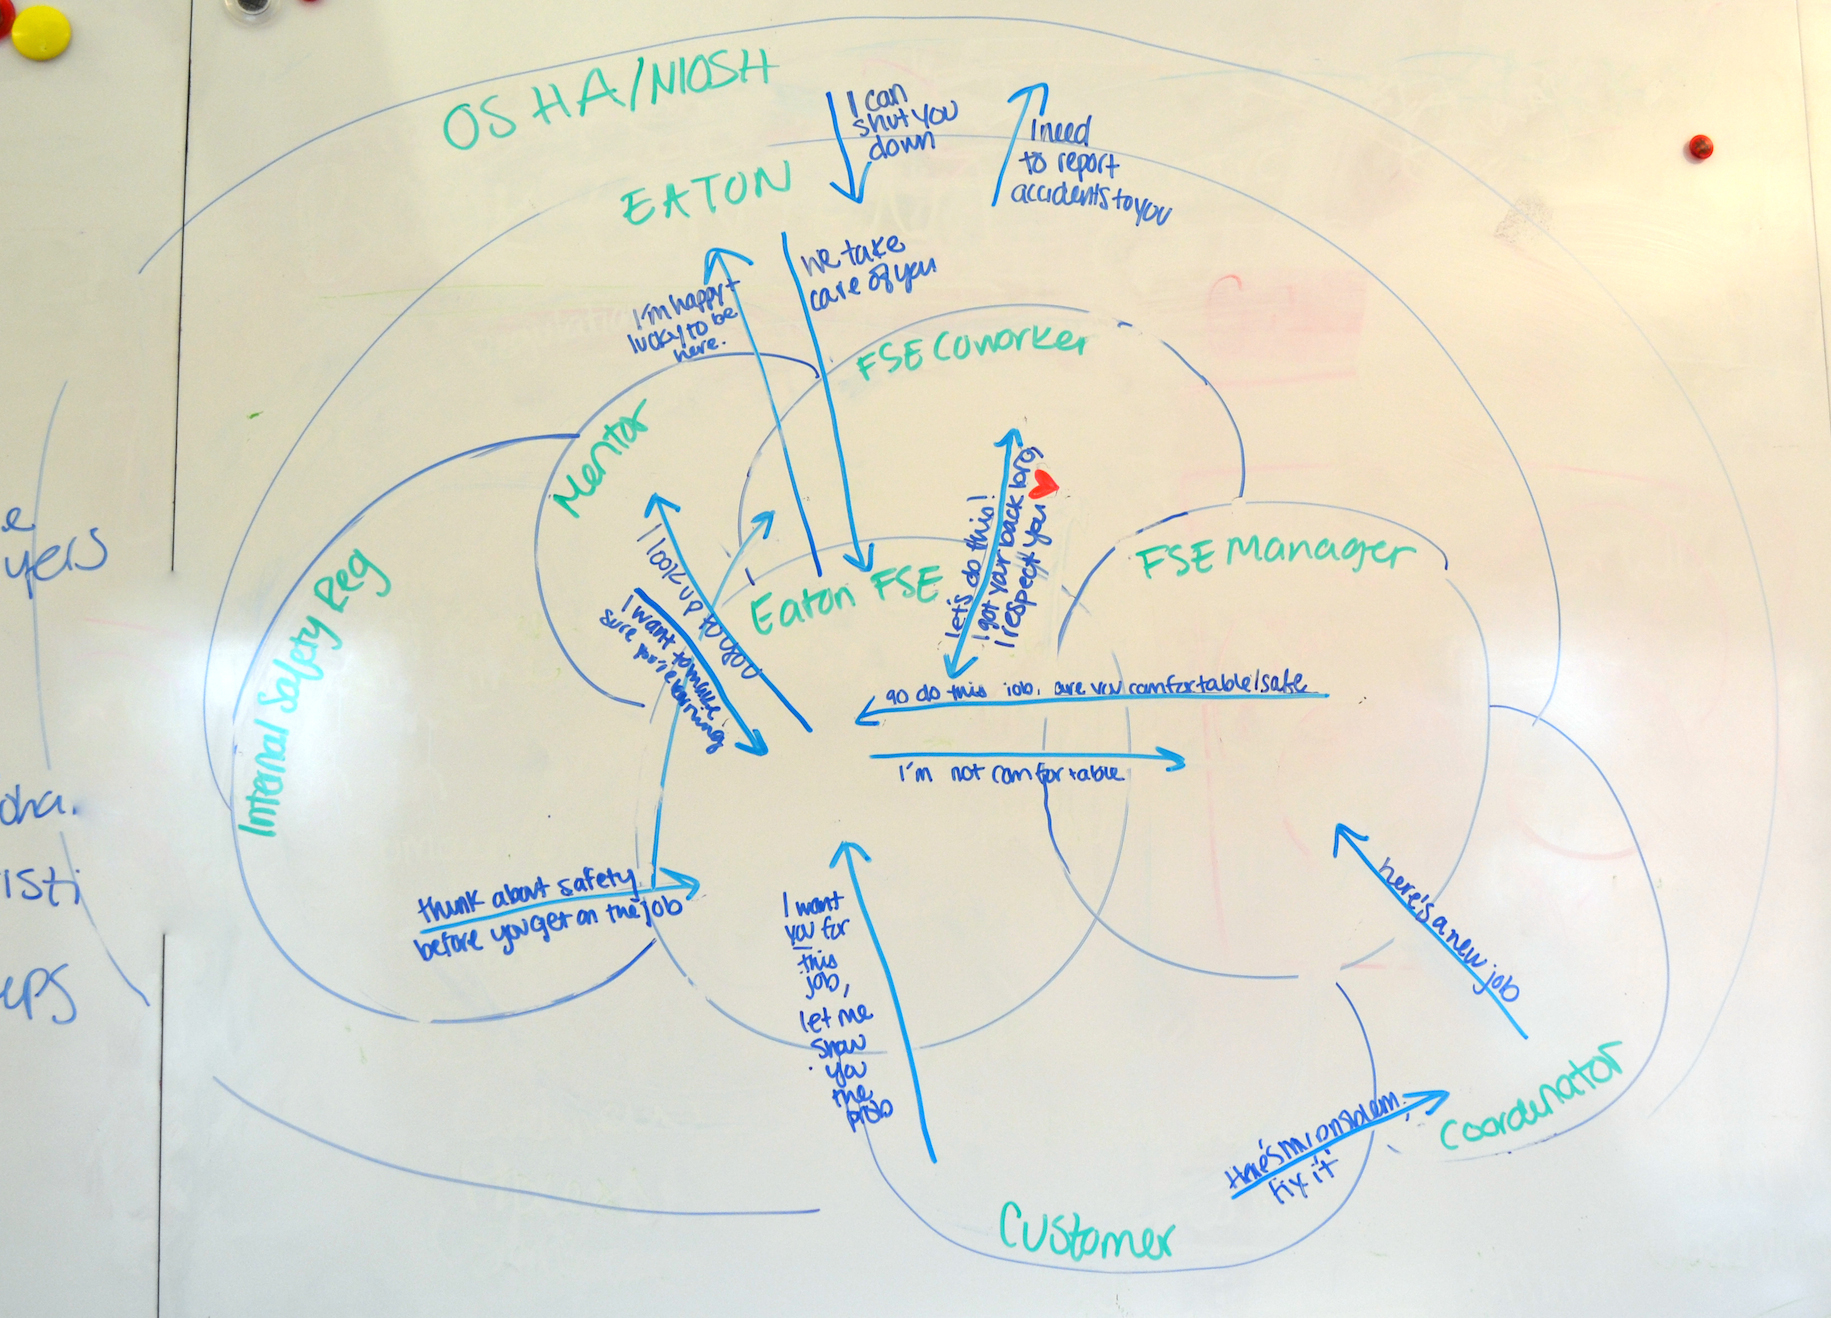 OSHA/NIOSH
I can
shut you
down
I need
to report
accidents to you
EATON
we take
care of you
I'm happy +
lucky to be
here.
FSE Coworker
Mentor
Let's do this!
I got your back long
I respect you
FSE Manager
Internal Safety Reg
I look up to you
I want to make
sure you're learning
Eaton FSE
go do this job, are you comfortable/safe
I'm not comfortable
think about safety
before you get on the job
I want
you for
this
job,
let me
show
you
the
prob
here's a new job
Coordinator
Here's my problem,
fix it
Customer
e
yers
oha.
isti
eps